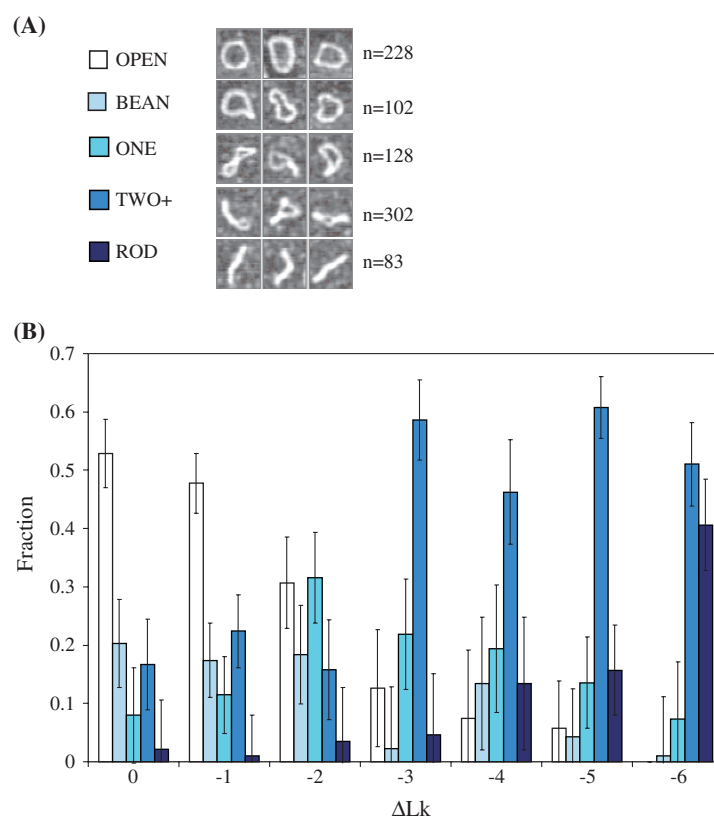 (A)
OPEN n=228
BEAN n=102
ONE n=128
TWO+ n=302
ROD n=83
(B)
0.7
0.6
0.5
0.4
0.3
0.2
0.1
0
Fraction
0 -1 -2 -3 -4 -5 -6
ΔLk